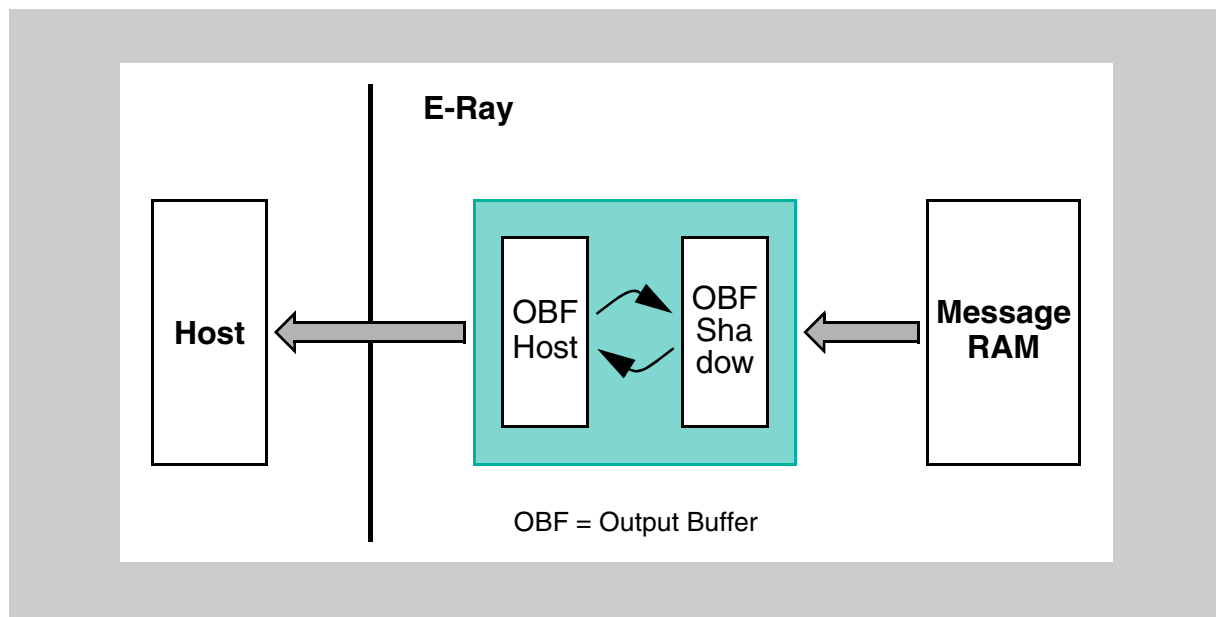 E-Ray
Host
OBF
Host
OBF
Sha
dow
Message
RAM
OBF = Output Buffer